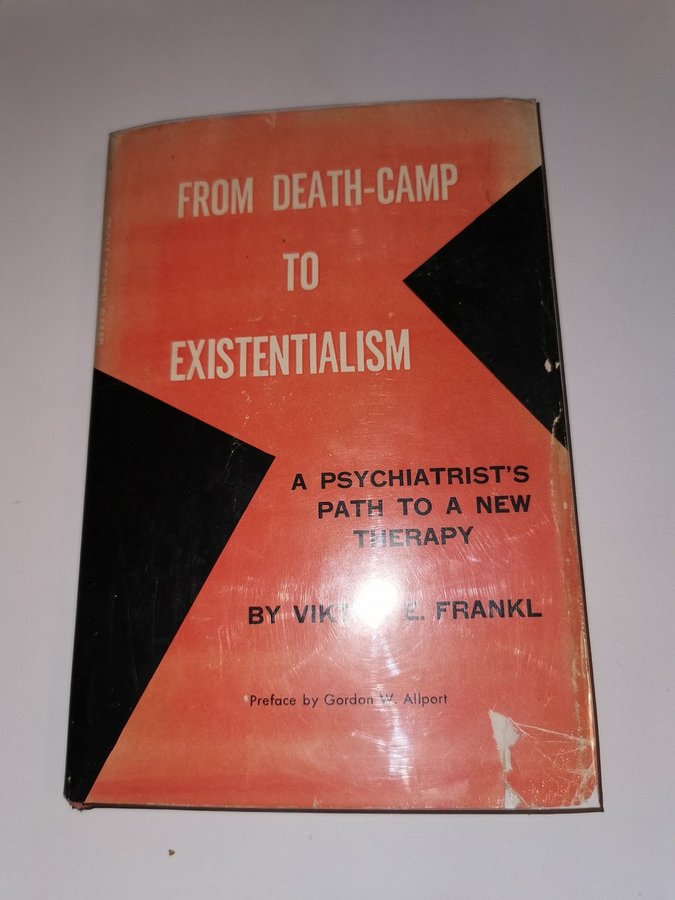 FROM DEATH-CAMP
TO
EXISTENTIALISM
A PSYCHIATRIST'S
PATH TO A NEW
THERAPY
BY E. FRANKL
Preface by Gordon W. Allport